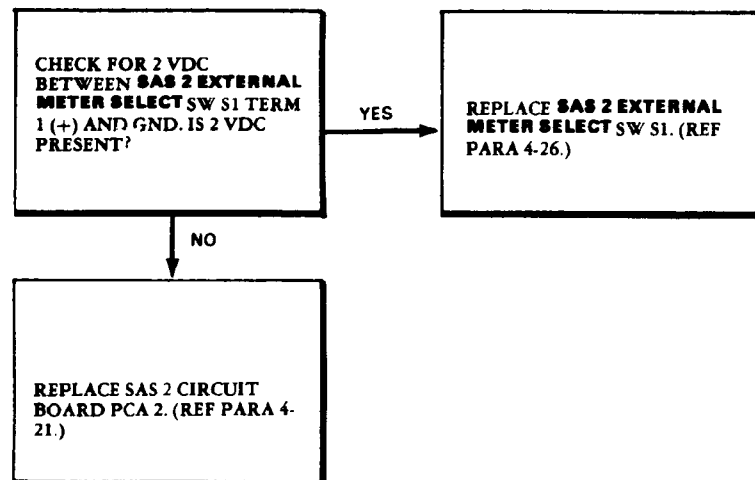 CHECK FOR 2 VDC
BETWEEN SAS 2 EXTERNAL
METER SELECT SW S1 TERM
1 (+) AND GND. IS 2 VDC
PRESENT?
YES
REPLACE SAS 2 EXTERNAL
METER SELECT SW S1. (REF
PARA 4-26.)
NO
REPLACE SAS 2 CIRCUIT
BOARD PCA 2. (REF PARA 4-
21.)